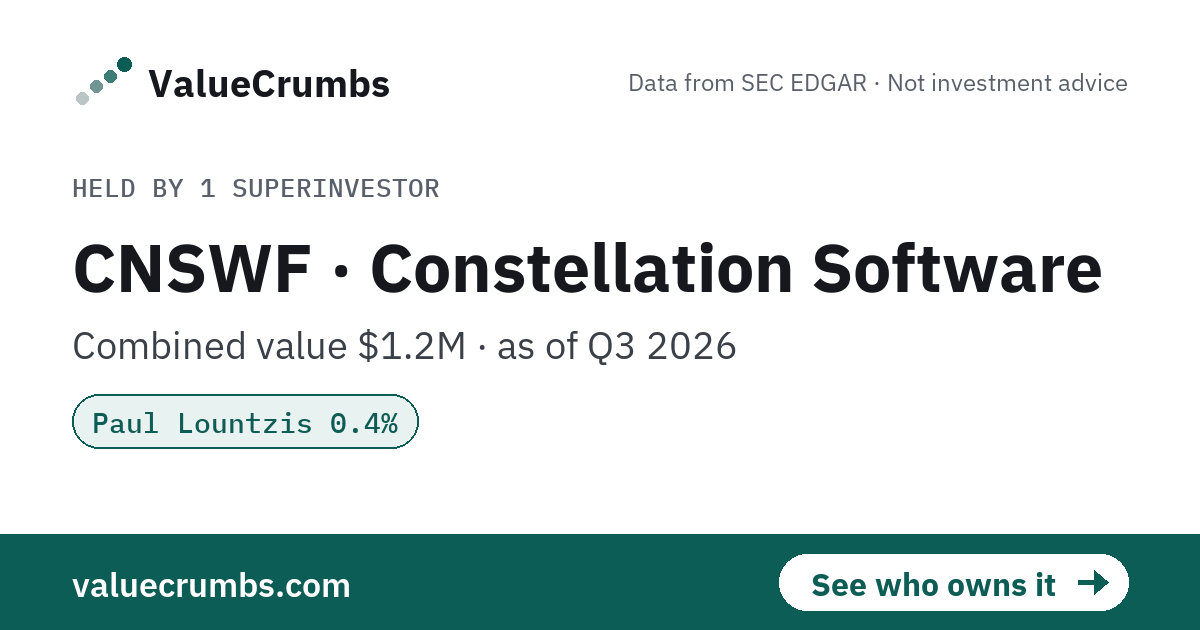 ValueCrumbs
Data from SEC EDGAR · Not investment advice
HELD BY 1 SUPERINVESTOR
CNSWF · Constellation Software
Combined value $1.2M · as of Q3 2026
Paul Lountzis 0.4%
valuecrumbs.com
See who owns it →